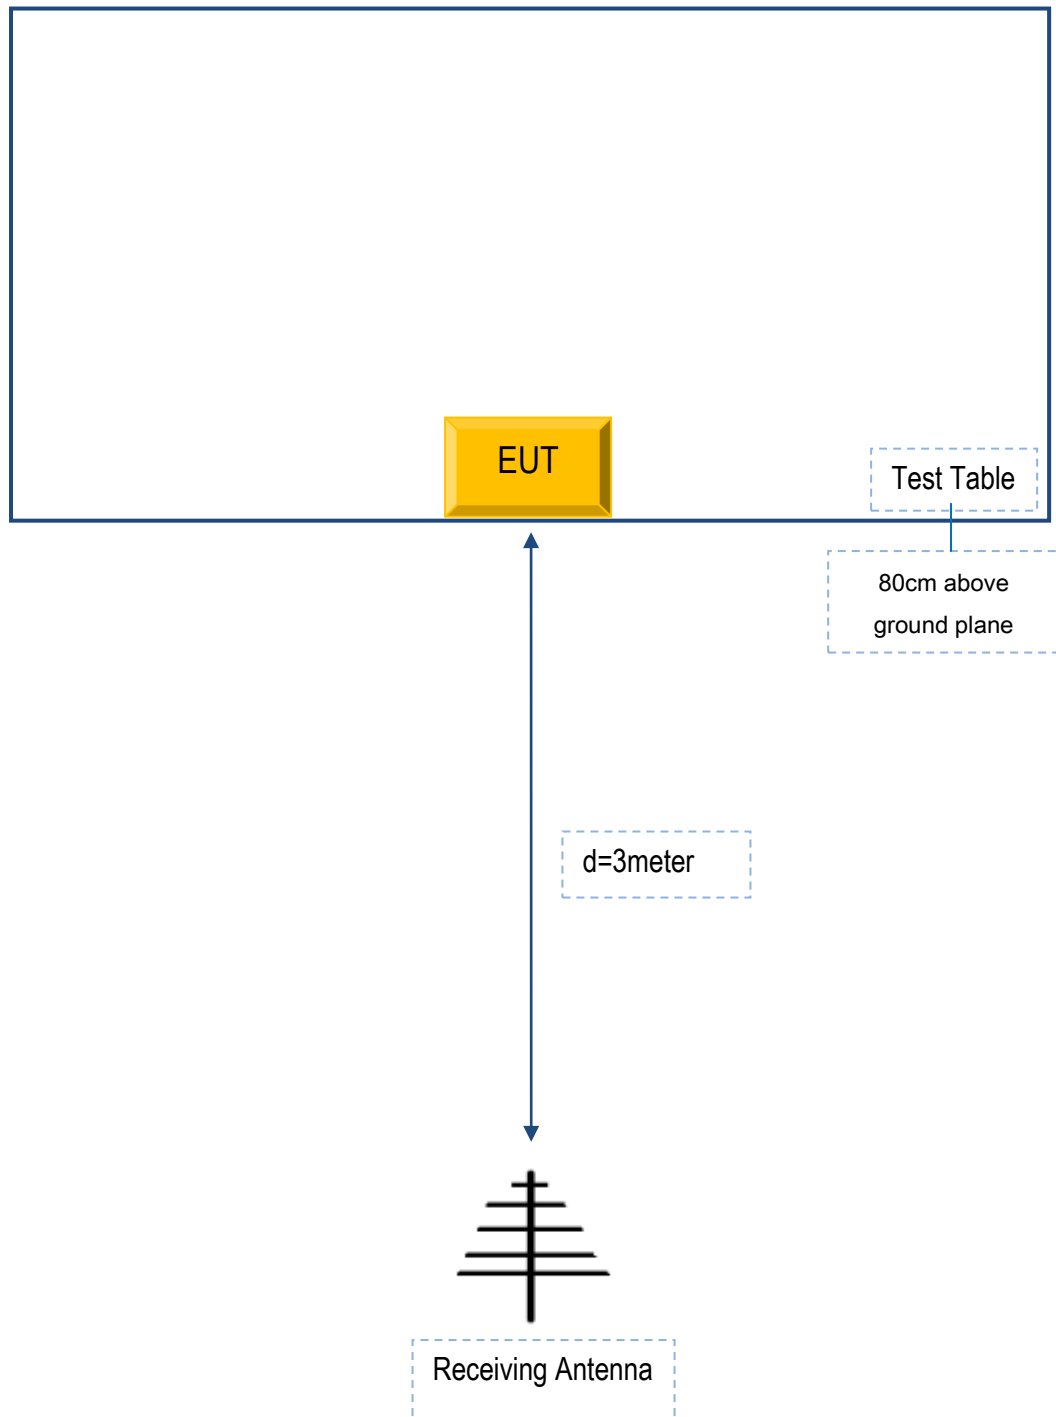 EUT
Test Table
80cm above
ground plane
d=3meter
Receiving Antenna